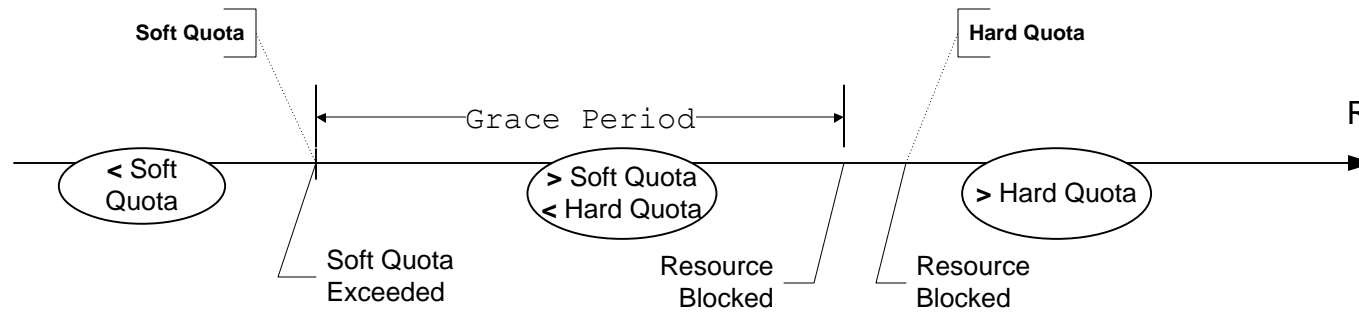 Soft Quota
Hard Quota
R
Grace Period
< Soft
Quota
> Soft Quota
< Hard Quota
> Hard Quota
Soft Quota
Exceeded
Resource
Blocked
Resource
Blocked